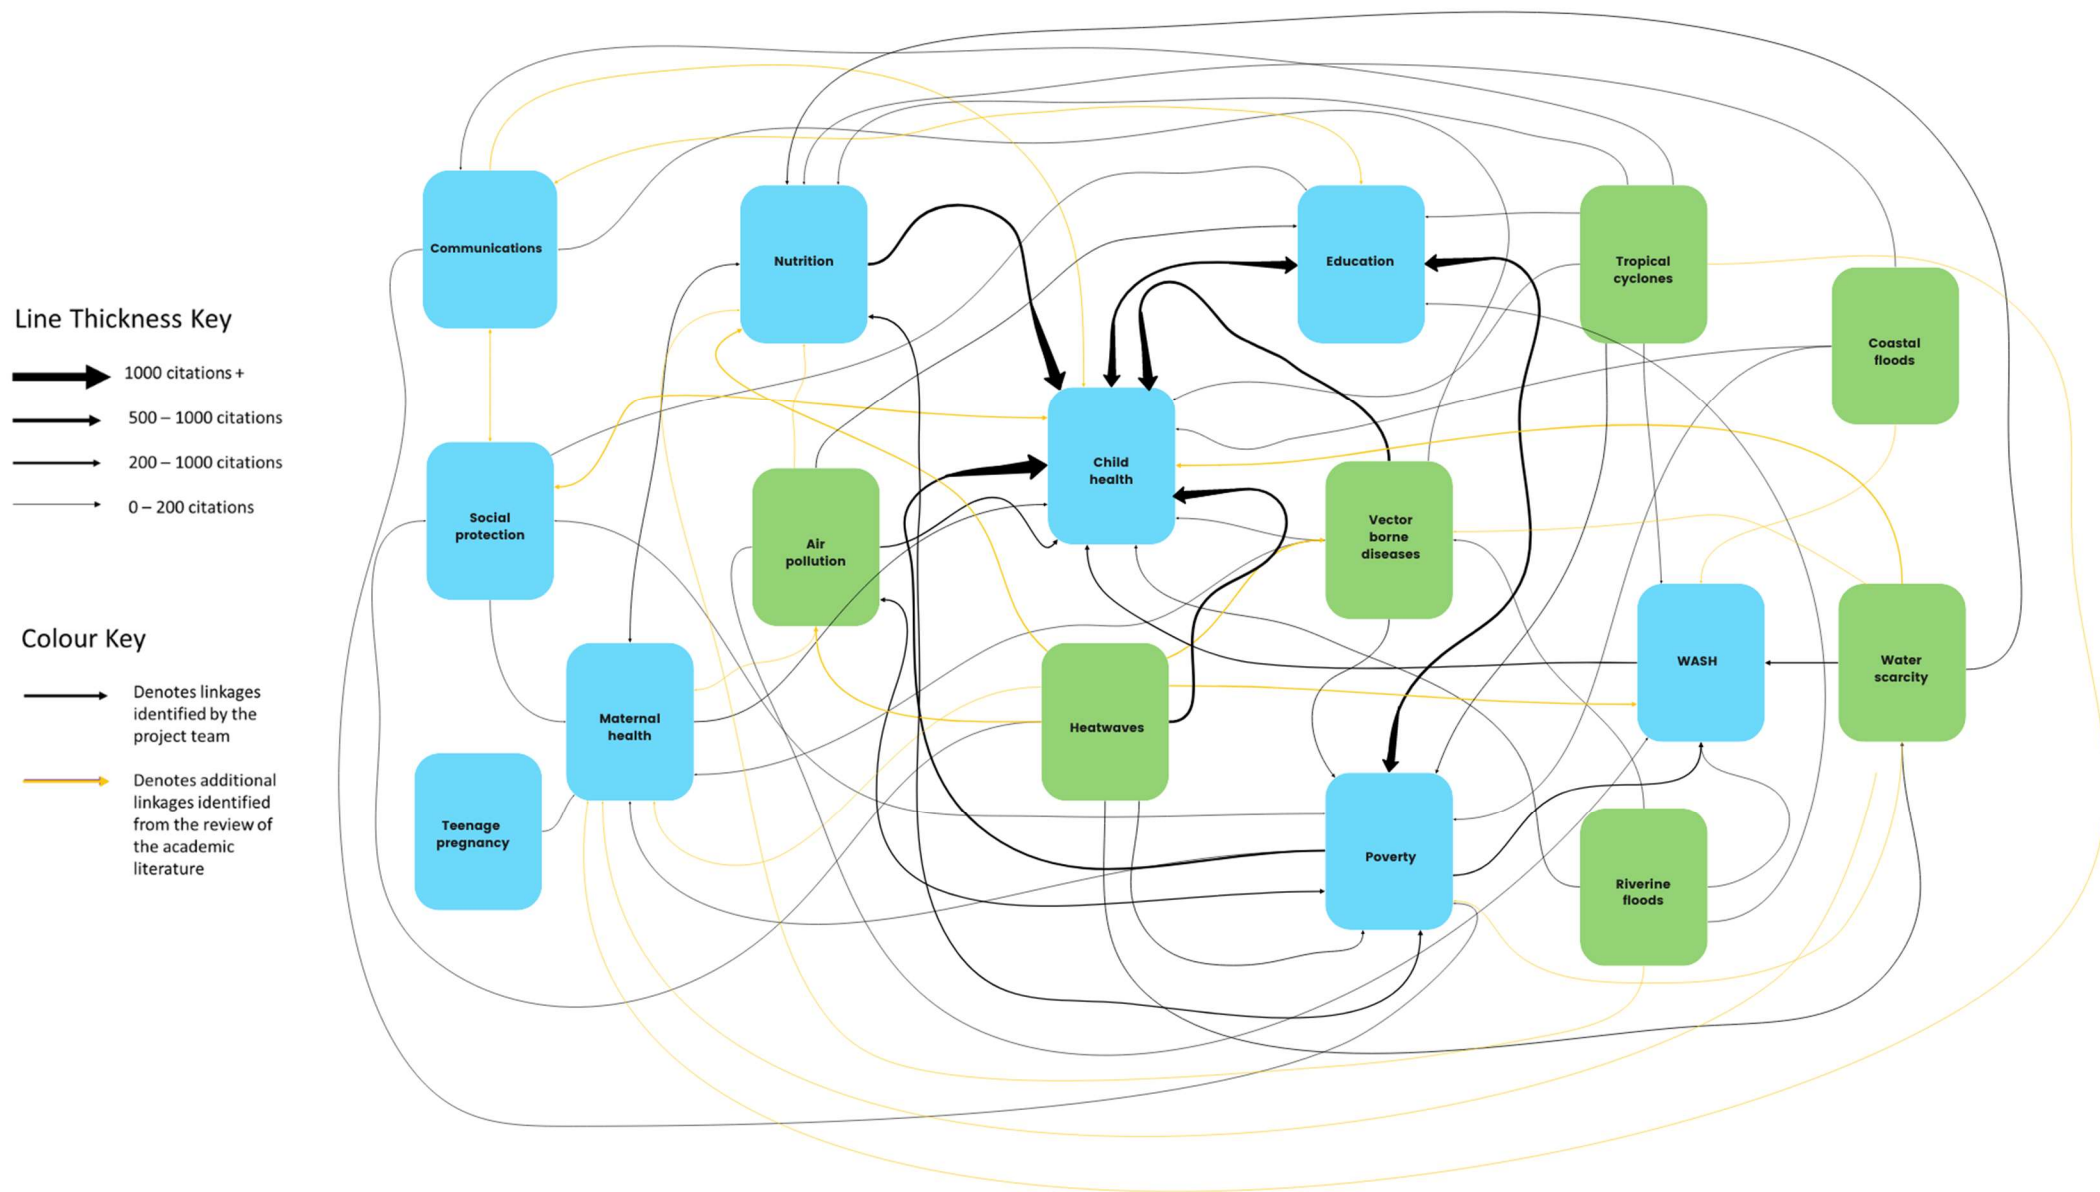 Line Thickness Key
1000 citations +
500 – 1000 citations
200 – 1000 citations
0 – 200 citations
Colour Key
Denotes linkages
identified by the
project team
Denotes additional
linkages identified
from the review of
the academic
literature
Communications
Nutrition
Education
Tropical
cyclones
Coastal
floods
Social
protection
Air
pollution
Child
health
Vector
borne
diseases
Maternal
health
Heatwaves
WASH
Water
scarcity
Teenage
pregnancy
Poverty
Riverine
floods